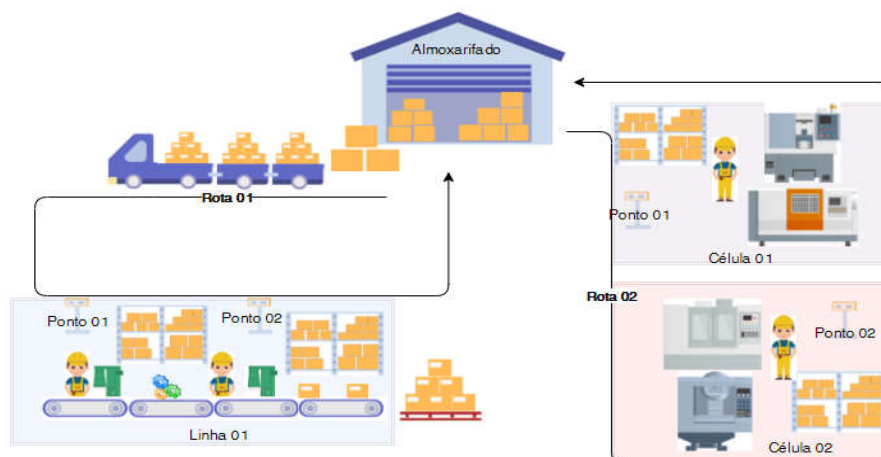 Almoxarifado
Rota 01
Ponto 01
Célula 01
Rota 02
Ponto 01
Ponto 02
Ponto 02
Linha 01
Célula 02